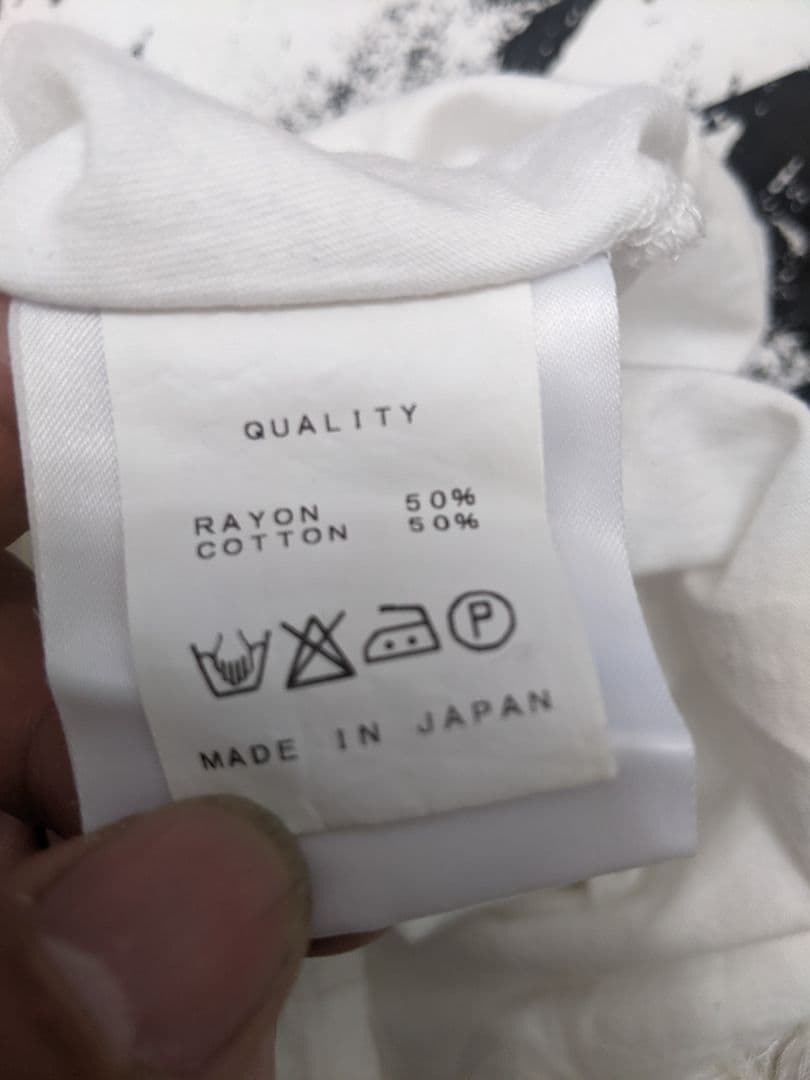 QUALITY
RAYON 50%
COTTON 50%
P
MADE IN JAPAN